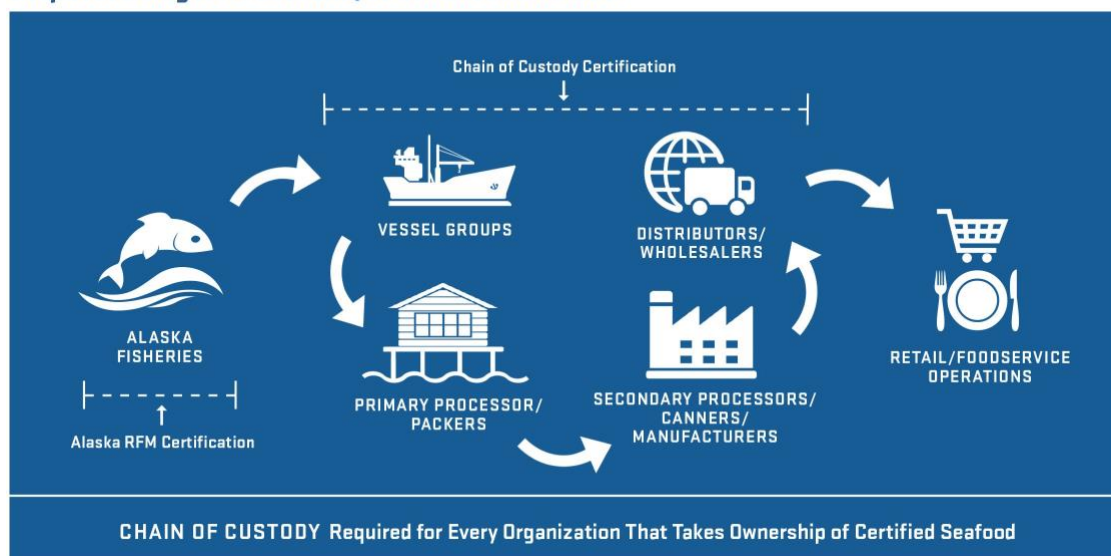 Chain of Custody Certification
VESSEL GROUPS
DISTRIBUTORS/
WHOLESALERS
ALASKA
FISHERIES
PRIMARY PROCESSOR/
PACKERS
SECONDARY PROCESSORS/
CANNERS/
MANUFACTURERS
RETAIL/FOODSERVICE
OPERATIONS
Alaska RFM Certification
CHAIN OF CUSTODY Required for Every Organization That Takes Ownership of Certified Seafood